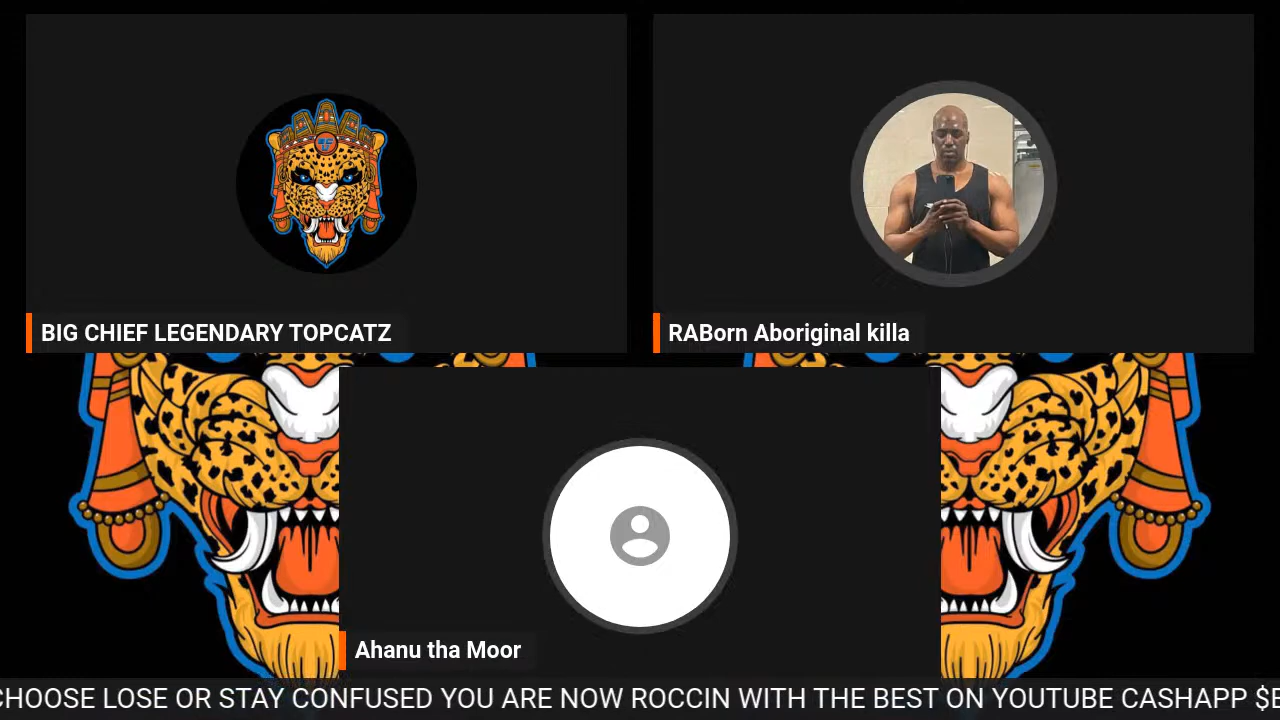 BIG CHIEF LEGENDARY TOPCATZ
RABorn Aboriginal killa
Ahanu tha Moor
CHOOSE LOSE OR STAY CONFUSED YOU ARE NOW ROCCIN WITH THE BEST ON YOUTUBE CASHAPP